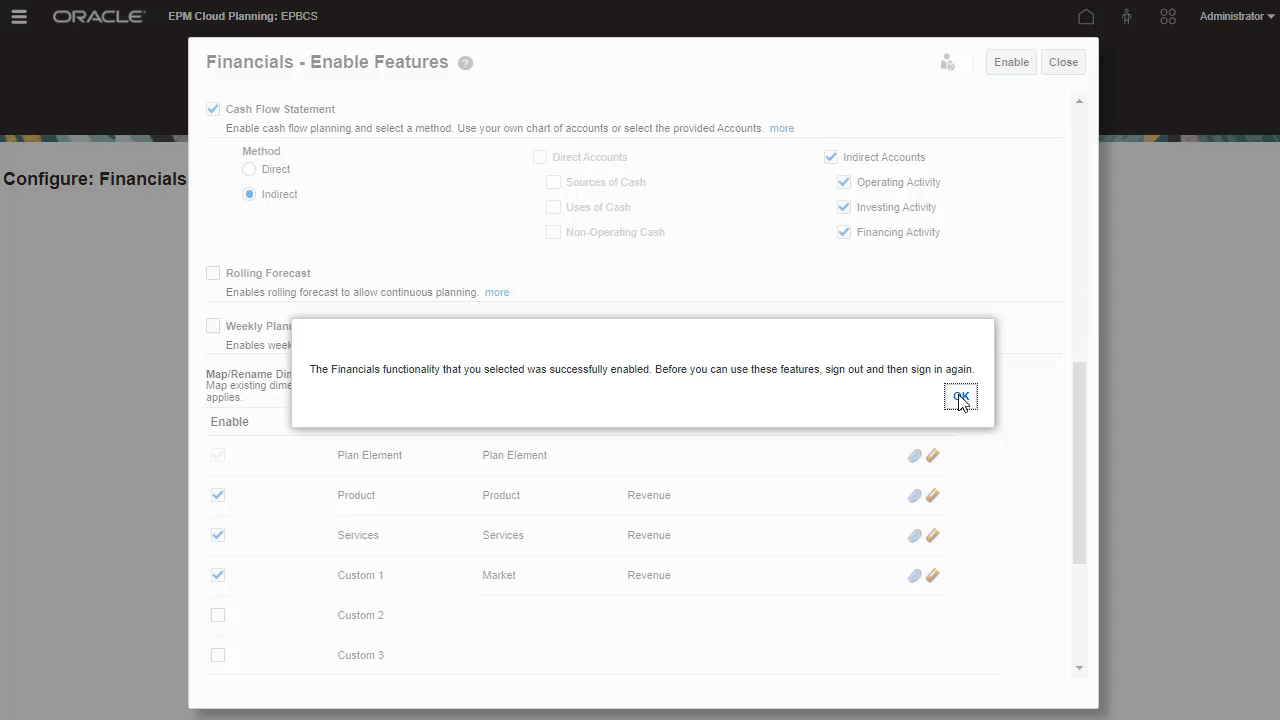 ORACLE EPM Cloud Planning: EPBCS Administrator
Financials - Enable Features ? Enable Close
Cash Flow Statement
Enable cash flow planning and select a method. Use your own chart of accounts or select the provided Accounts. more
Method
Direct
Indirect
Direct Accounts
Sources of Cash
Uses of Cash
Non-Operating Cash
Indirect Accounts
Operating Activity
Investing Activity
Financing Activity
Configure: Financials
Rolling Forecast
Enables rolling forecast to allow continuous planning. more
Weekly Plann
Enables week
The Financials functionality that you selected was successfully enabled. Before you can use these features, sign out and then sign in again.
OK
Map/Rename Dim
Map existing dime
applies.
Enable
Plan Element Plan Element
Product Product Revenue
Services Services Revenue
Custom 1 Market Revenue
Custom 2
Custom 3